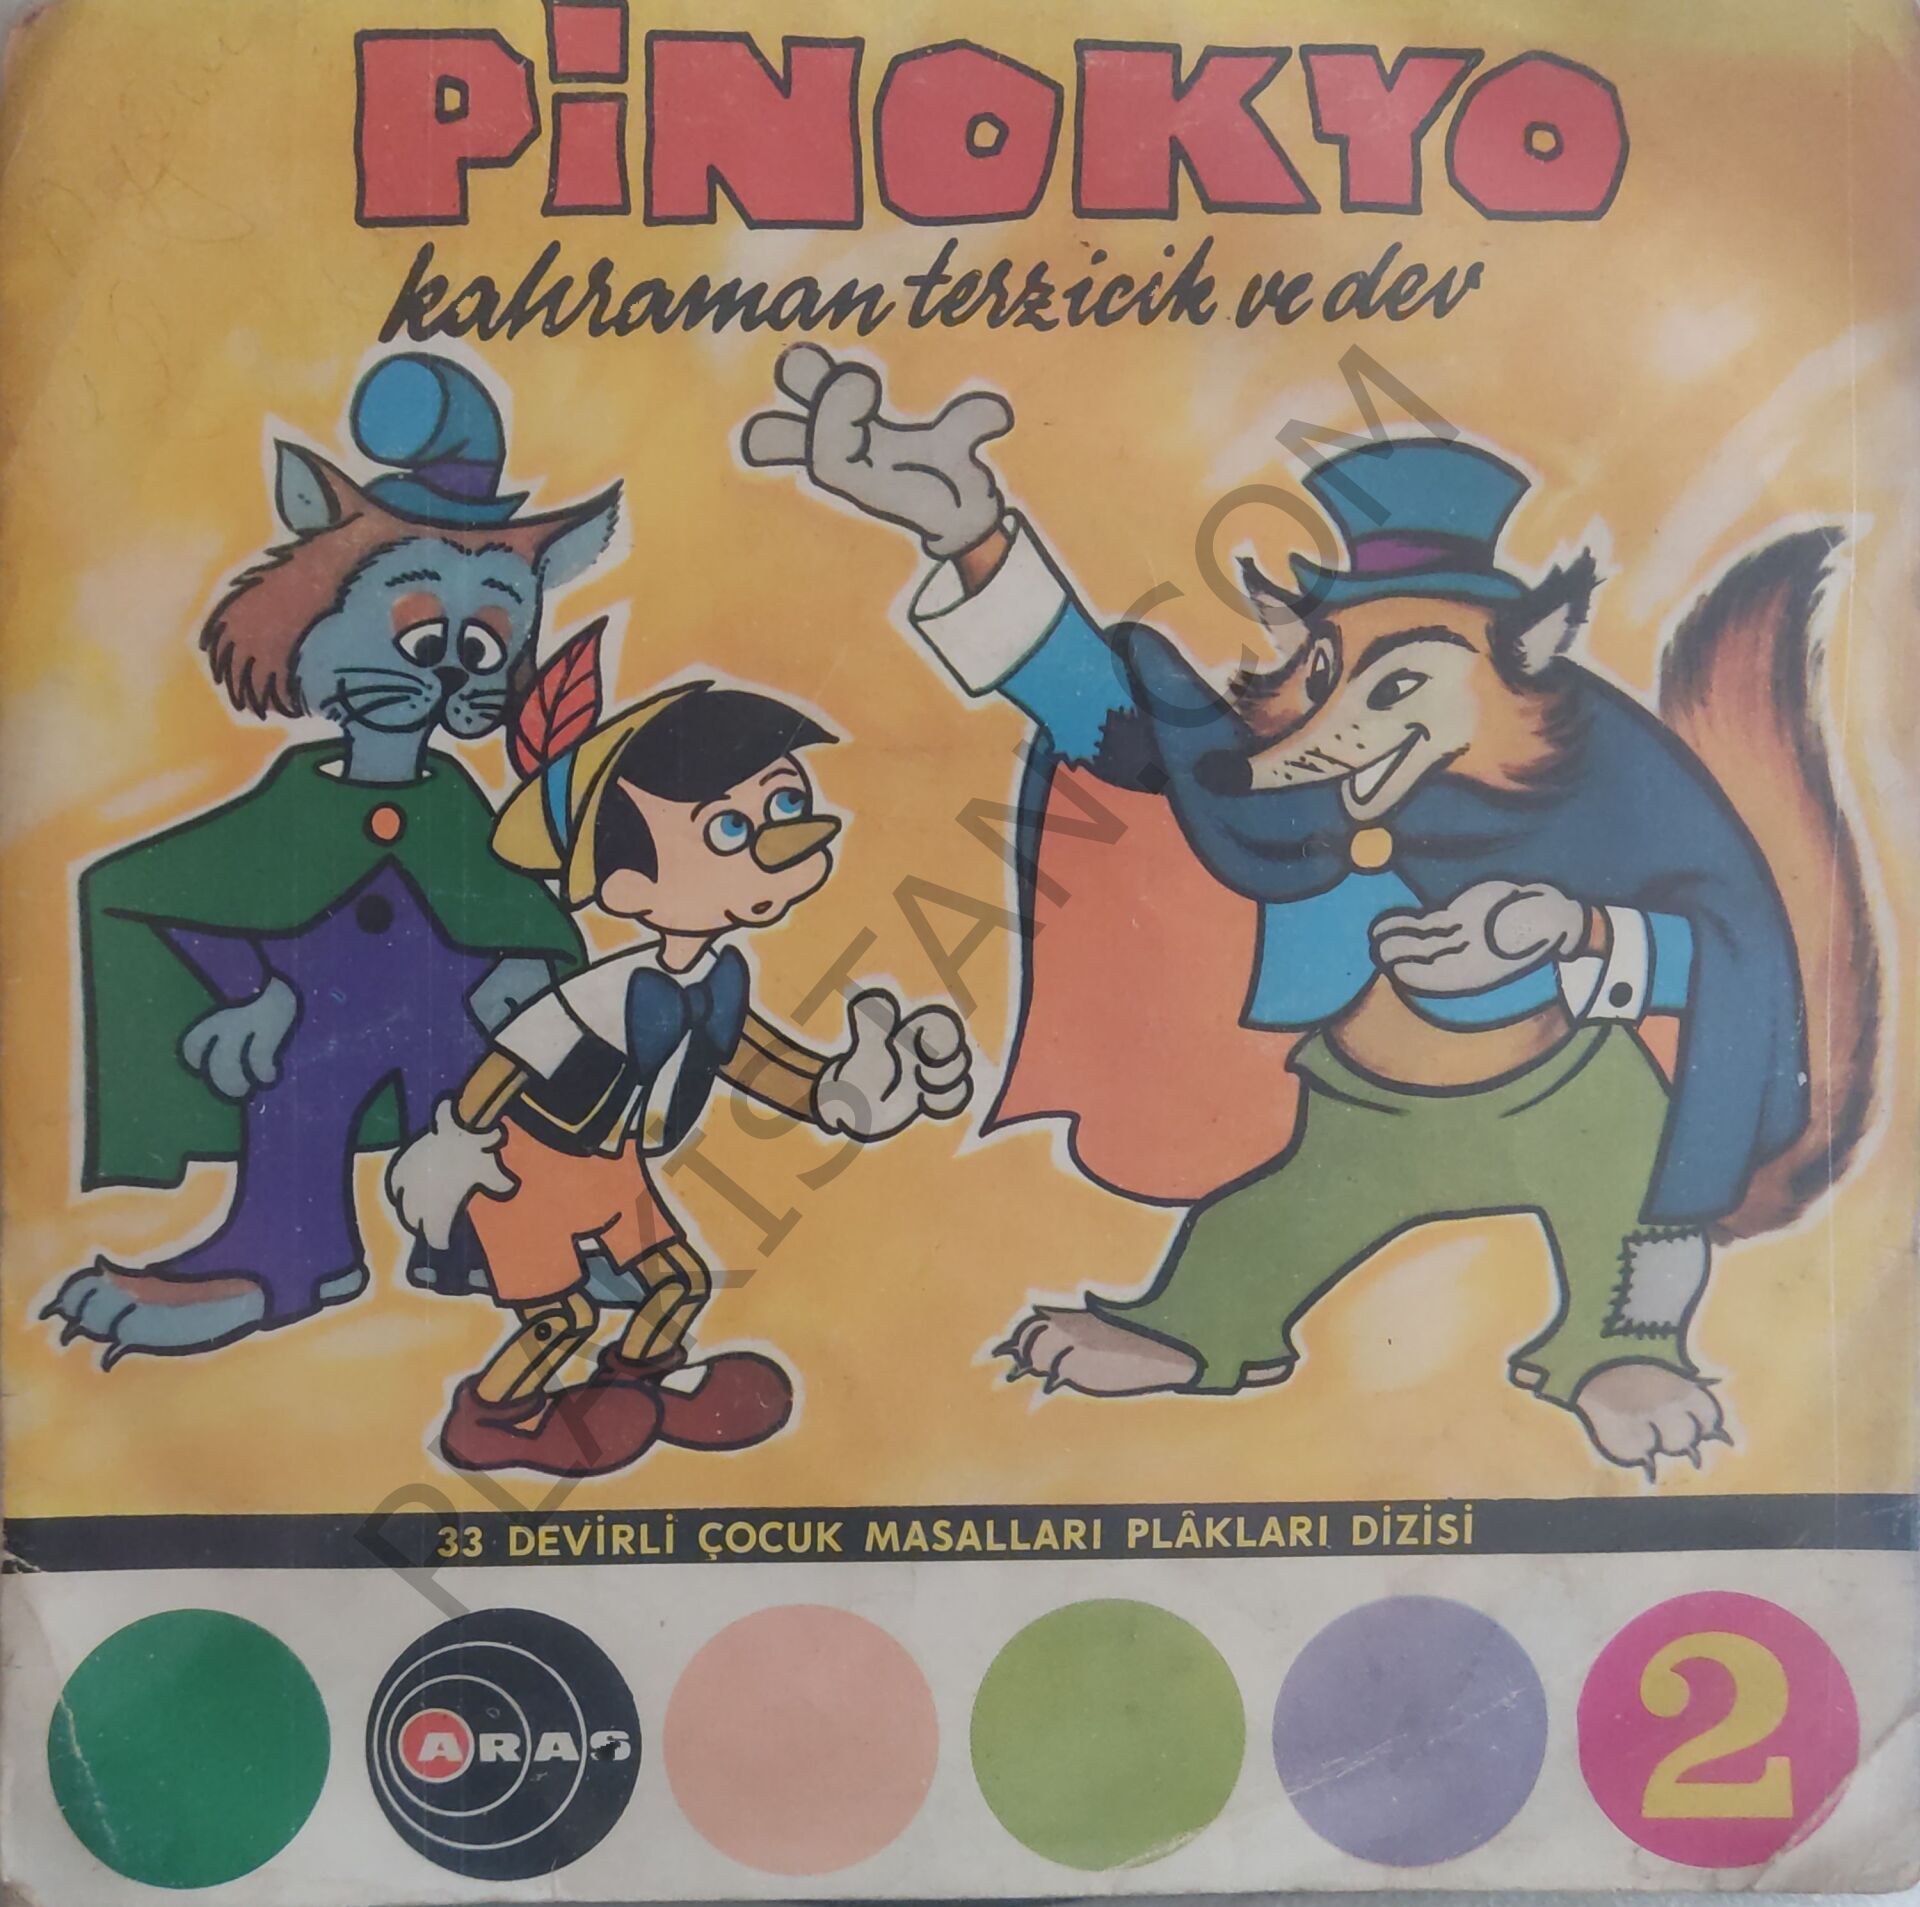 PiNOKYO
kahraman terzicik ve dev
33 DEVİRLİ ÇOCUK MASALLARI PLÂKLARI DİZİSİ
ARAS
2
PLAKISTAN.COM